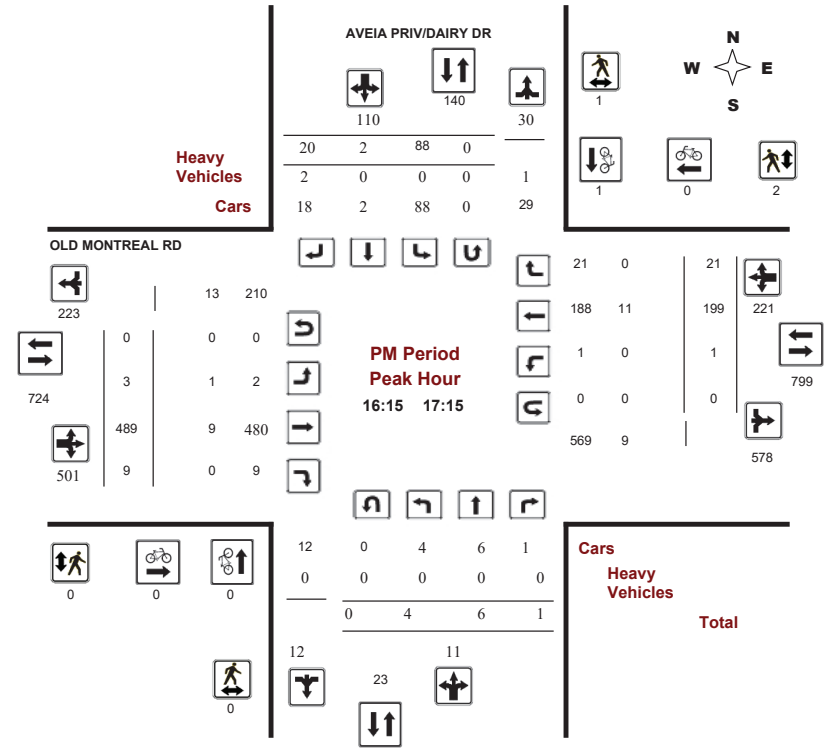 AVEIA PRIV/DAIRY DR
N
W E
S
140
110
30
1
20 2 88 0
Heavy
Vehicles
2 0 0 0 1
1 0 2
Cars
18 2 88 0 29
OLD MONTREAL RD
223
13 210
21 0 21
188 11 199 221
0 0 0
PM Period
Peak Hour
16:15 17:15
1 0 1
724
3 1 2
799
0 0 0
489 9 480
569 9
578
501
9 0 9
12 0 4 6 1
Cars
0 0 0 0 0
Heavy
Vehicles
0 0 0
0 4 6 1
Total
12 11
23
0